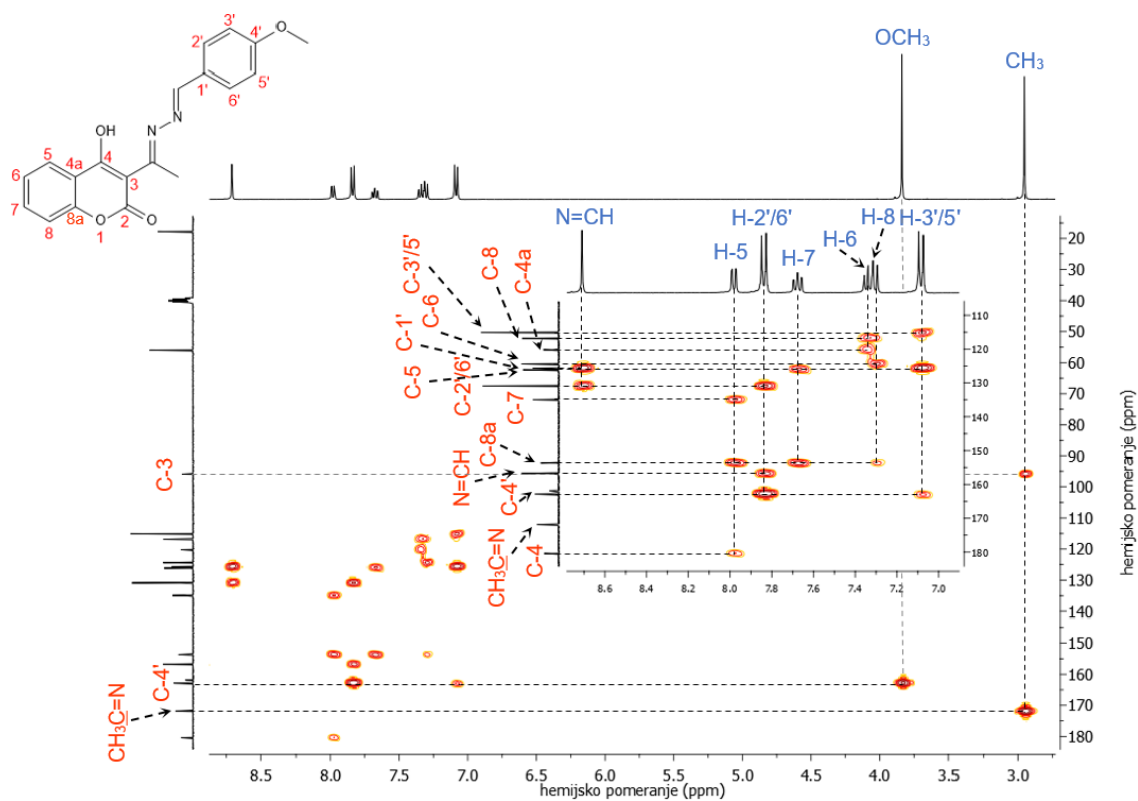 3'
2'
4'
O
1'
5'
6'
N
N
OH
5
4a
4
6
3
7
8a
2
8
O
1
O
OCH3
CH3
N=CH
H-5
H-2'/6'
H-7
H-6
H-8
H-3'/5'
C-3'/5'
C-8
C-4a
C-6
C-1'
C-5
C-2'/6'
C-7
C-8a
N=CH
C-4'
CH3C=N
C-4
110
120
130
140
150
160
170
180
8.6
8.4
8.2
8.0
7.8
7.6
7.4
7.2
7.0
C-3
C-4'
CH3C=N
20
30
40
50
60
70
80
90
100
110
120
130
140
150
160
170
180
hemijsko pomeranje (ppm)
8.5
8.0
7.5
7.0
6.5
6.0
5.5
5.0
4.5
4.0
3.5
3.0
hemijsko pomeranje (ppm)